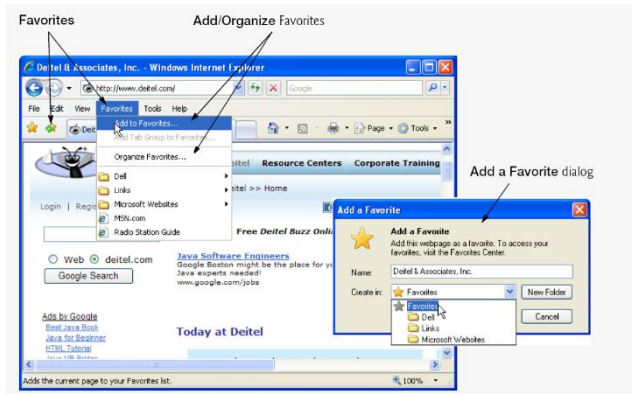 Favorites
Add/Organize Favorites
Deitel & Associates, Inc. - Windows Internet Explorer
http://www.deitel.com/
Google
File Edit View Favorites Tools Help
Add to Favorites...
Add Tab Group to Favorites...
Organize Favorites...
Dell
Links
Microsoft Websites
MSN.com
Radio Station Guide
Page
Tools
Resource Centers Corporate Training
>> Home
Login |
Free Deitel Buzz
Web deitel.com
Google Search
Java Software Engineers
Google Boston might be the place for
Java experts needed!
www.google.com/jobs
Ads by Google
Best Java Book
Java for Beginner
HTML Tutorial
Today at Deitel
Adds the current page to your Favorites list.
100%
Add a Favorite dialog
Add a Favorite
Add a Favorite
Add this webpage as a favorite. To access your
favorites, visit the Favorites Center.
Name: Deitel & Associates, Inc.
Create in: Favorites New Folder
Favorites
Dell
Links
Microsoft Websites
Cancel